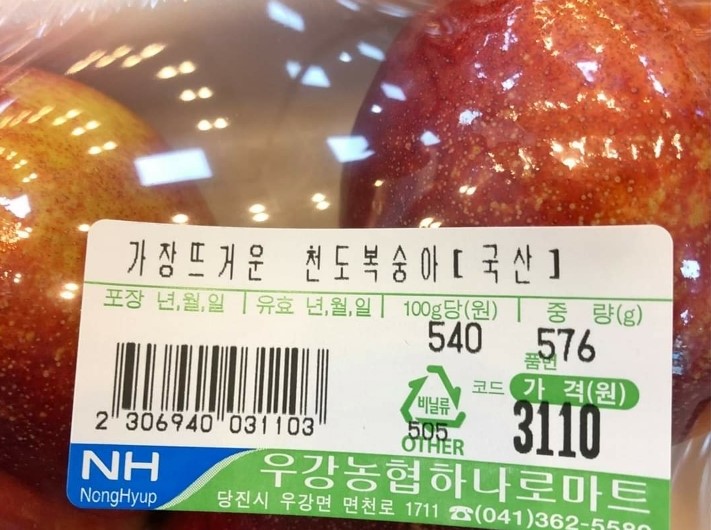 가장뜨거운 천도복숭아[국산]
포장 년,월,일 | 유효 년,월,일 | 100g당(원) | 중 량(g)
540 576
품번
코드 가 격(원)
비닐류
505
OTHER
3110
2 306940 031103
NH
NongHyup
우강농협하나로마트
당진시 우강면 면천로 1711 ☎(041)362-5580